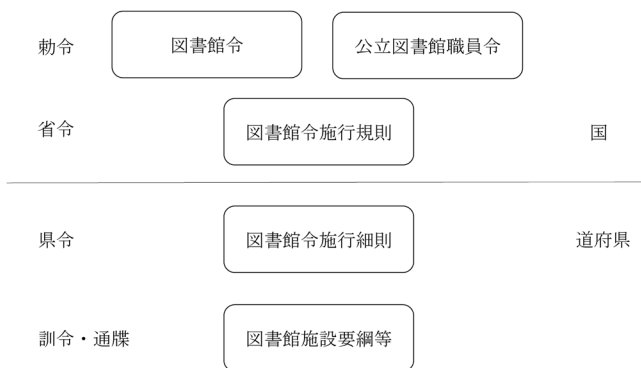 勅令 図書館令 公立図書館職員令
省令 図書館令施行規則 国
県令 図書館令施行細則 道府県
訓令・通牒 図書館施設要綱等